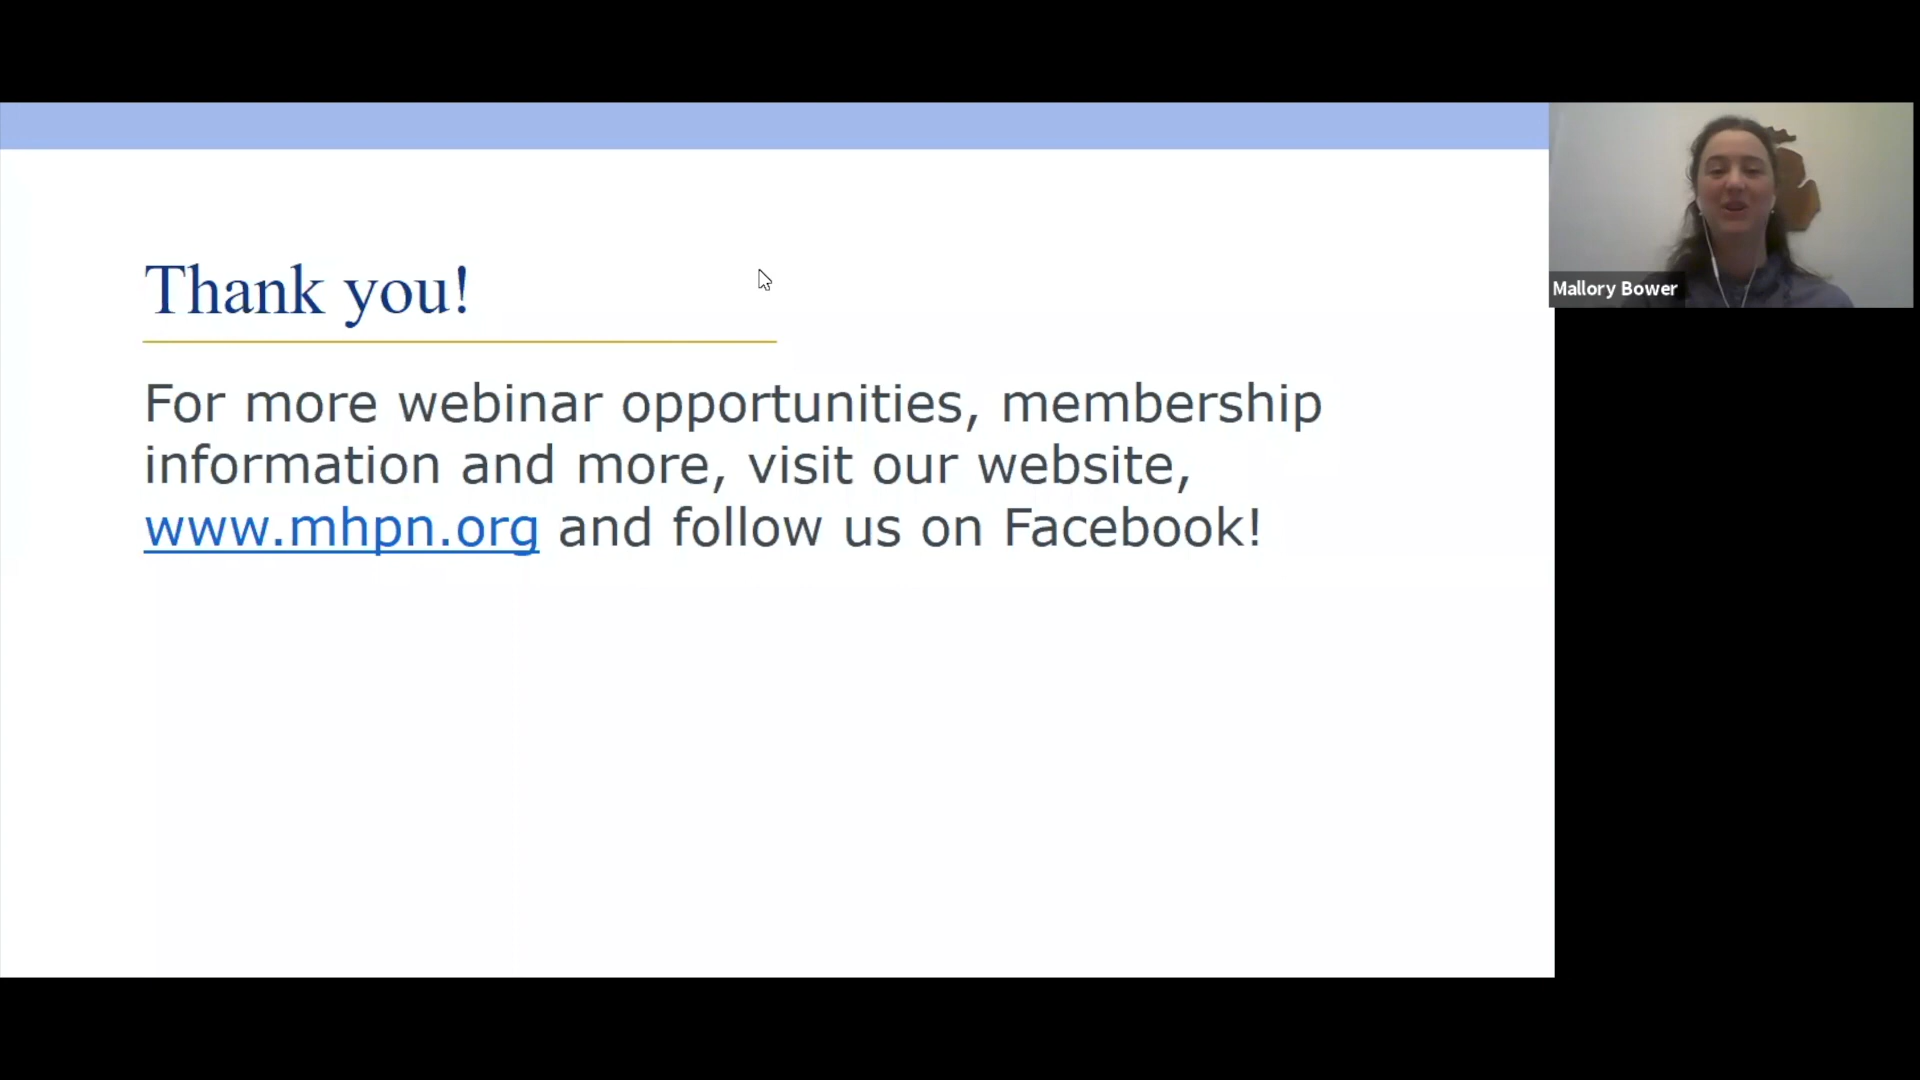 Thank you!
For more webinar opportunities, membership
information and more, visit our website,
www.mhpn.org and follow us on Facebook!
Mallory Bower